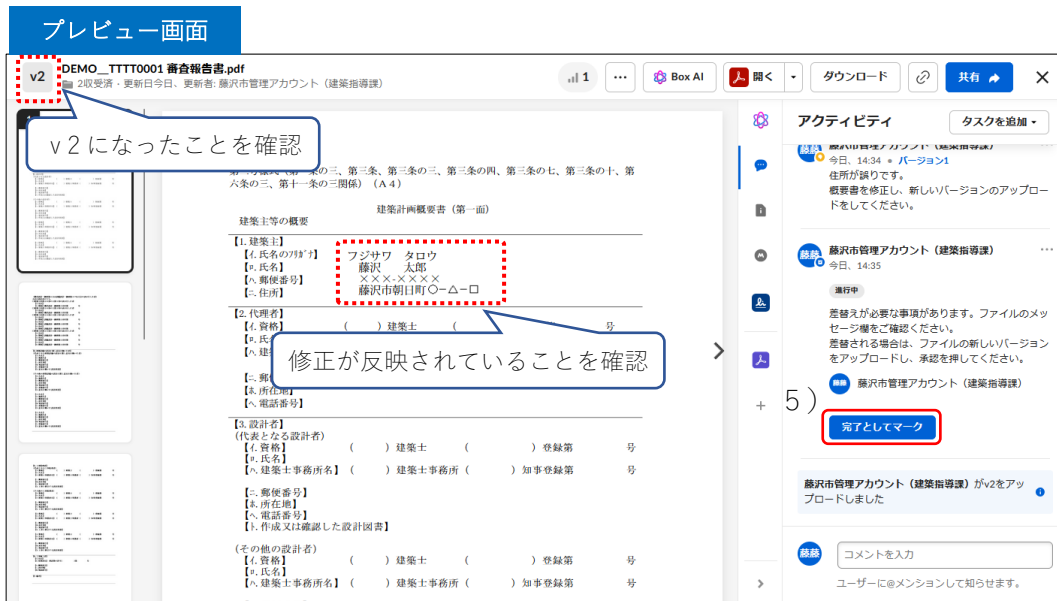 プレビュー画面
v2
DEMO__TTTT0001 審査報告書.pdf
2収受済・更新日今日、更新者: 藤沢市管理アカウント（建築指導課）
1
Box AI
開く
ダウンロード
共有
v２になったことを確認
六条の三、第十一条の三関係）（Ａ４）
建築計画概要書（第一面）
建築主等の概要
【1.建築主】
【ｲ.氏名のﾌﾘｶﾞﾅ】 フジサワ タロウ
【ﾛ.氏名】 藤沢 太郎
【ﾊ.郵便番号】 ×××-××××
【ﾆ.住所】 藤沢市朝日町○−△−□
【2.代理者】
【ｲ.資格】 （ ）建築士 （ 号
修正が反映されていることを確認
【ﾎ.所在地】
【ﾍ.電話番号】
【3.設計者】
(代表となる設計者)
【ｲ.資格】 （ ）建築士 （ ）登録第 号
【ﾛ.氏名】
【ﾊ.建築士事務所名】（ ）建築士事務所（ ）知事登録第 号
【ﾆ.郵便番号】
【ﾎ.所在地】
【ﾍ.電話番号】
【ﾄ.作成又は確認した設計図書】
(その他の設計者)
【ｲ.資格】 （ ）建築士 （ ）登録第 号
【ﾛ.氏名】
【ﾊ.建築士事務所名】（ ）建築士事務所（ ）知事登録第 号
アクティビティ
タスクを追加
今日、14:34 • バージョン1
住所が誤りです。
概要書を修正し、新しいバージョンのアップロー
ドをしてください。
藤沢市管理アカウント（建築指導課）
今日、14:35
進行中
差替えが必要な事項があります。ファイルのメッ
セージ欄をご確認ください。
差替される場合は、ファイルの新しいバージョン
をアップロードし、承認を押してください。
藤沢市管理アカウント（建築指導課）
５）
完了としてマーク
藤沢市管理アカウント（建築指導課）がv2をアッ
プロードしました
藤藤
コメントを入力
ユーザーに@メンションして知らせます。